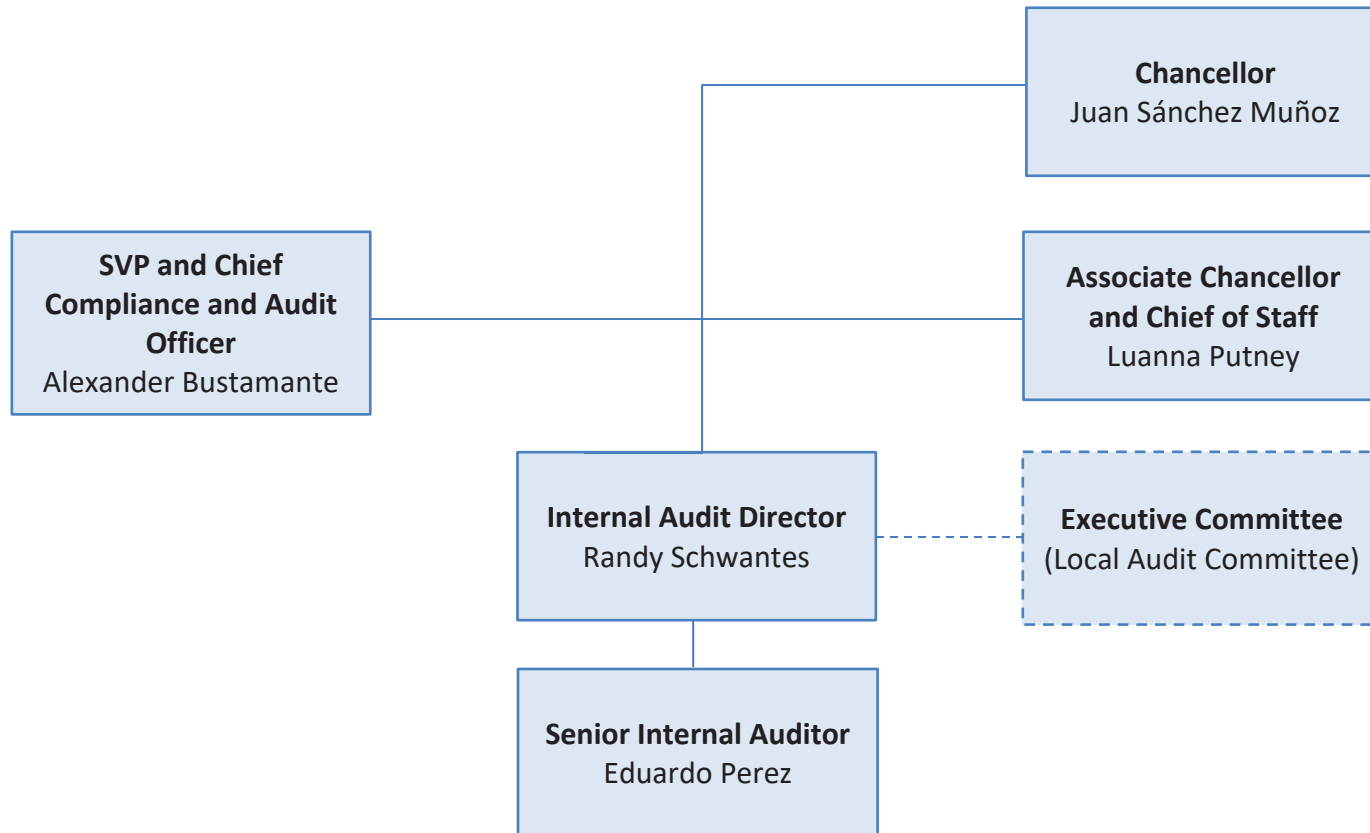 Chancellor
Juan Sánchez Muñoz
SVP and Chief
Compliance and Audit
Officer
Alexander Bustamante
Associate Chancellor
and Chief of Staff
Luanna Putney
Internal Audit Director
Randy Schwantes
Executive Committee
(Local Audit Committee)
Senior Internal Auditor
Eduardo Perez